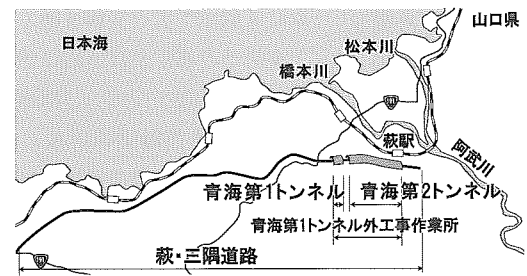 山口県
日本海
松本川
橋本川
萩駅
阿武川
青海第1トンネル
青海第2トンネル
青海第1トンネル外工事作業所
萩・三隅道路